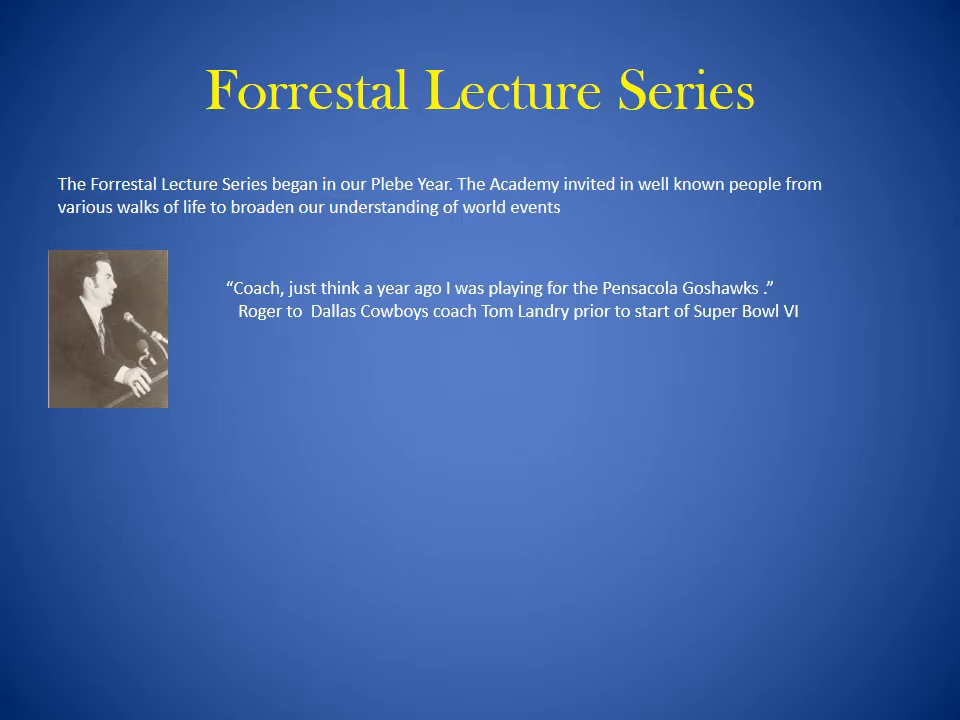 Forrestal Lecture Series
The Forrestal Lecture Series began in our Plebe Year. The Academy invited in well known people from
various walks of life to broaden our understanding of world events
“Coach, just think a year ago I was playing for the Pensacola Goshawks .”
Roger to  Dallas Cowboys coach Tom Landry prior to start of Super Bowl VI